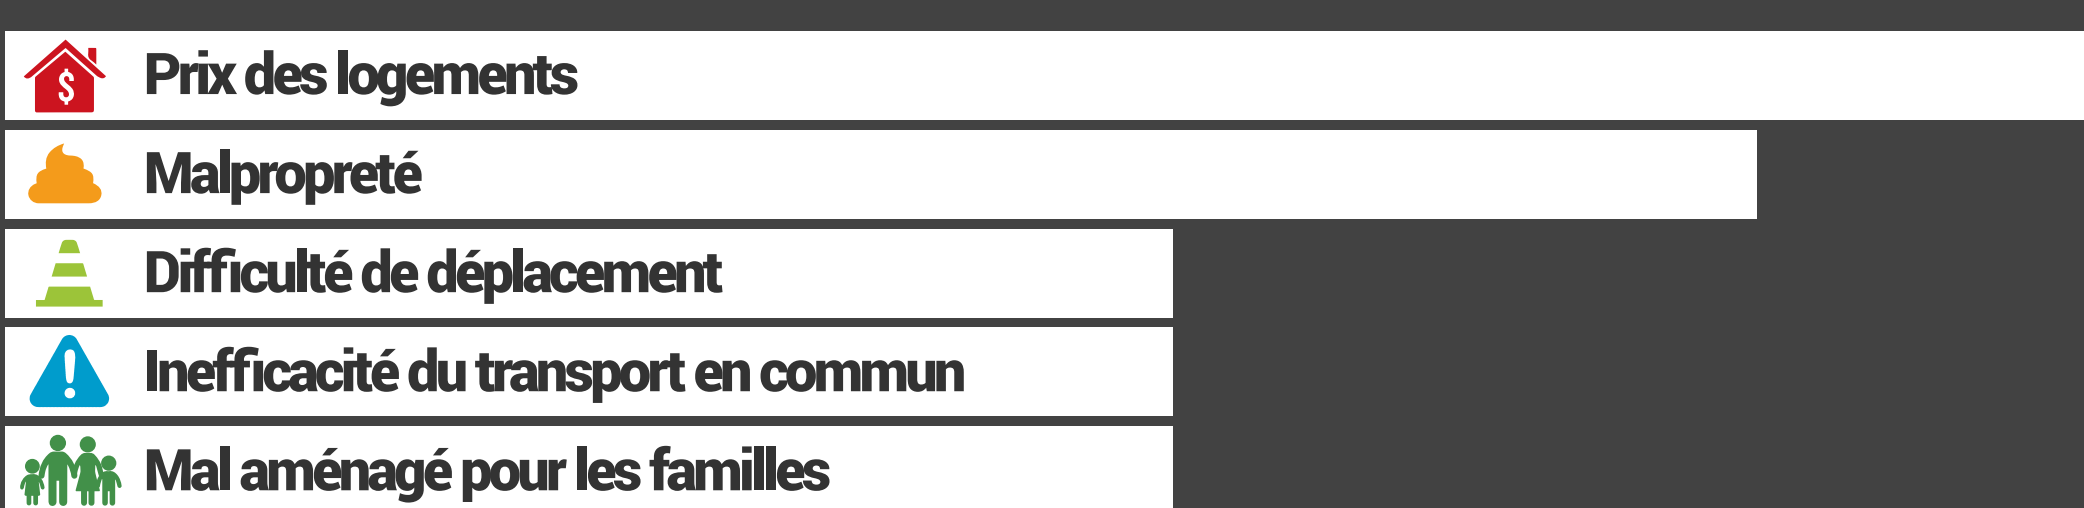 $
Prix des logements
Malpropreté
Difficulté de déplacement
Inefficacité du transport en commun
Mal aménagé pour les familles